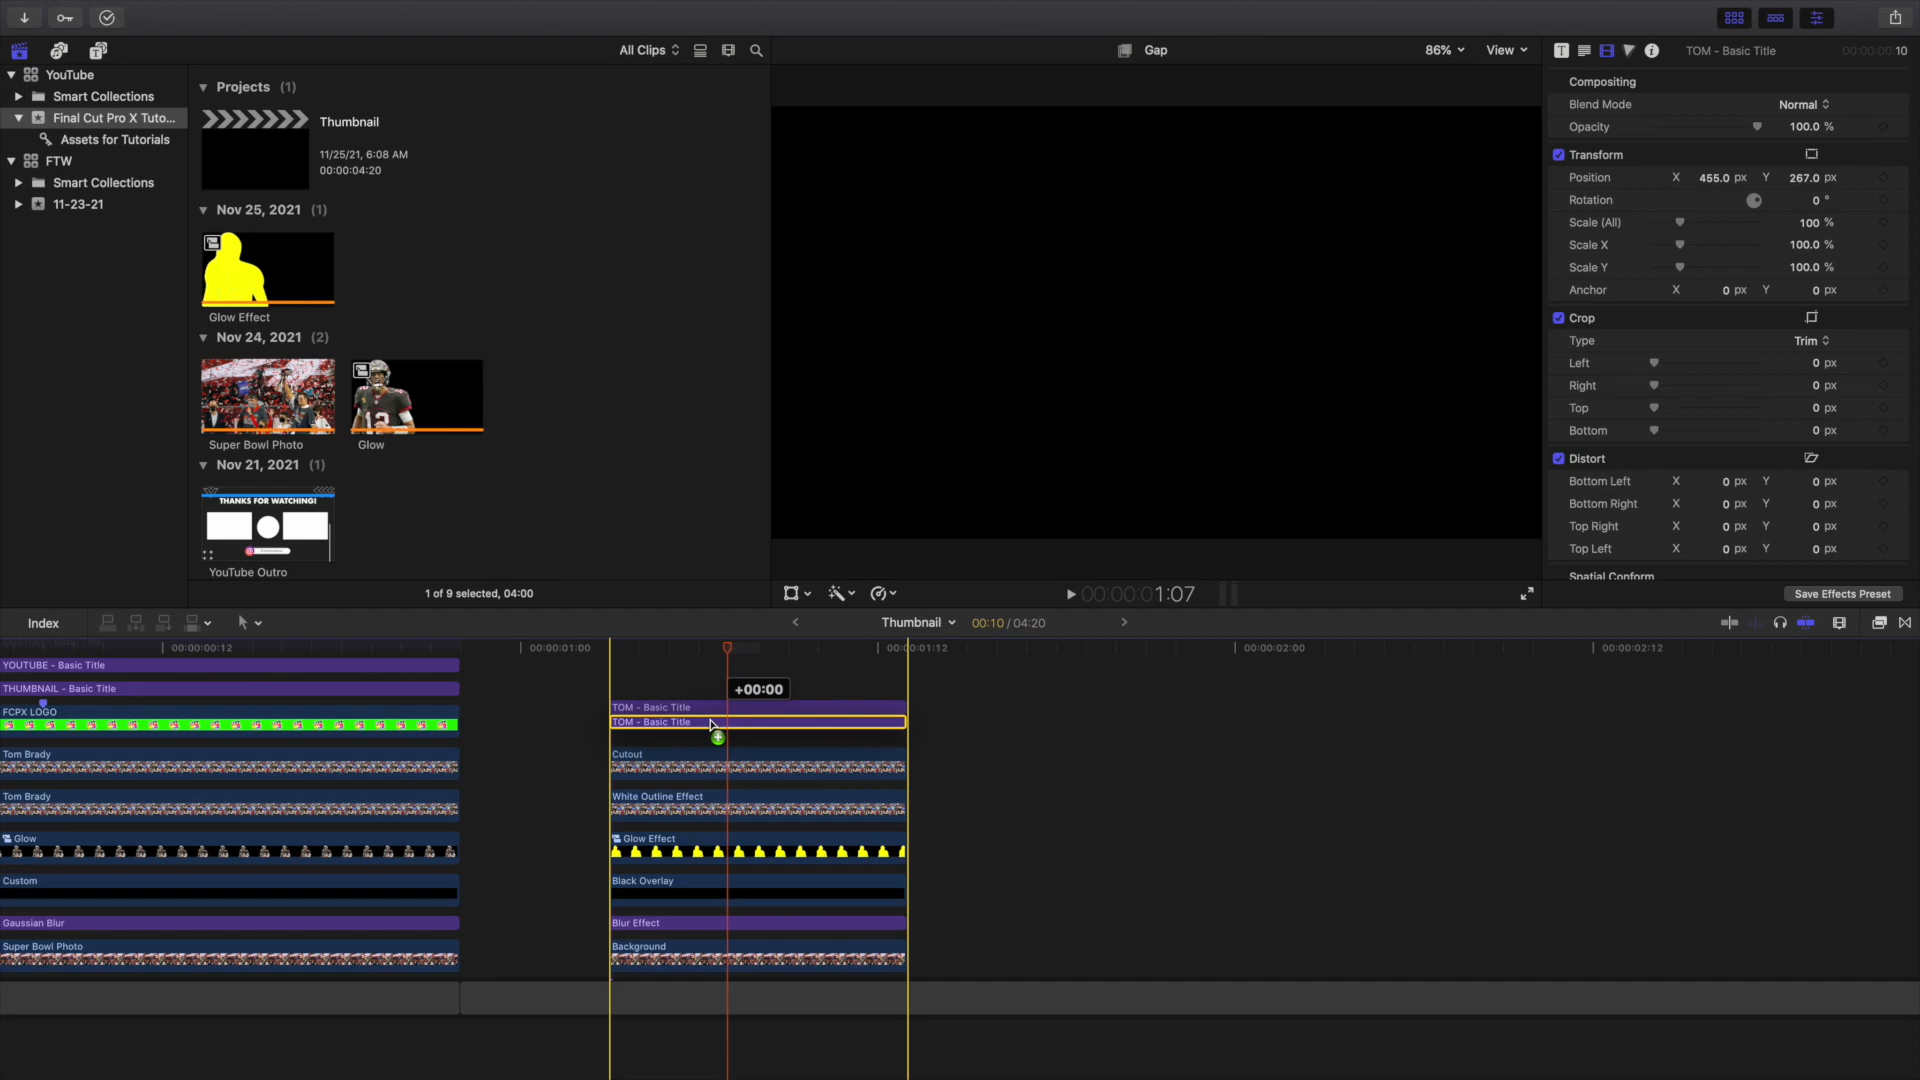 All Clips
Gap
86%
View
TOM - Basic Title
00:00:00:10
YouTube
Smart Collections
Final Cut Pro X Tuto...
Assets for Tutorials
FTW
Smart Collections
11-23-21
Projects (1)
Thumbnail
11/25/21, 6:08 AM
00:00:04:20
Nov 25, 2021 (1)
Glow Effect
Nov 24, 2021 (2)
Super Bowl Photo
Glow
Nov 21, 2021 (1)
THANKS FOR WATCHING!
YouTube Outro
1 of 9 selected, 04:00
00:00:01:07
Compositing
Blend Mode Normal
Opacity 100.0 %
Transform
Position X 455.0 px Y 267.0 px
Rotation 0 °
Scale (All) 100 %
Scale X 100.0 %
Scale Y 100.0 %
Anchor X 0 px Y 0 px
Crop
Type Trim
Left 0 px
Right 0 px
Top 0 px
Bottom 0 px
Distort
Bottom Left X 0 px Y 0 px
Bottom Right X 0 px Y 0 px
Top Right X 0 px Y 0 px
Top Left X 0 px Y 0 px
Spatial Conform
Save Effects Preset
Index
Thumbnail
00:10 / 04:20
00:00:00:12
00:00:01:00
00:00:01:12
00:00:02:00
00:00:02:12
YOUTUBE - Basic Title
THUMBNAIL - Basic Title
FCPX LOGO
Tom Brady
Tom Brady
Glow
Custom
Gaussian Blur
Super Bowl Photo
+00:00
TOM - Basic Title
TOM - Basic Title
Cutout
White Outline Effect
Glow Effect
Black Overlay
Blur Effect
Background